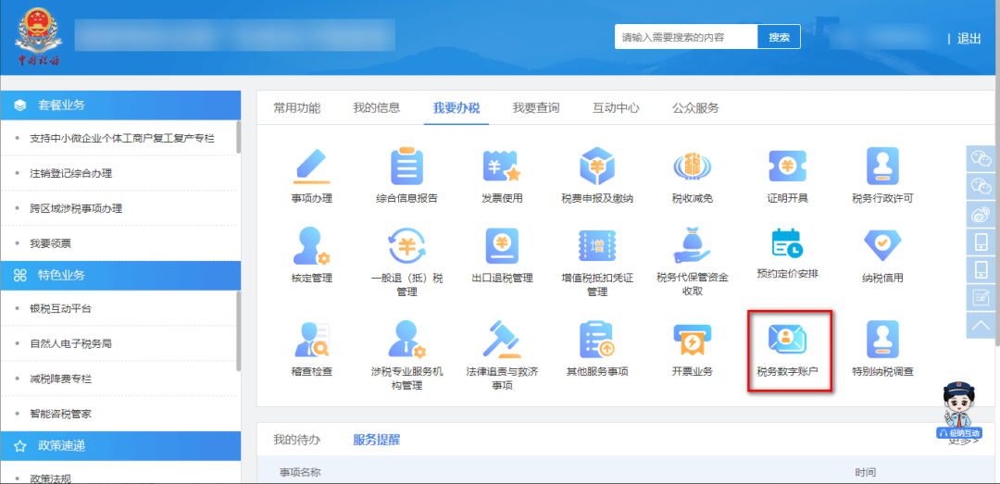 中国税务
请输入需要搜索的内容
搜索
| 退出
套餐业务
支持中小微企业个体工商户复工复产专栏
注销登记综合办理
跨区域涉税事项办理
我要领票
特色业务
银税互动平台
自然人电子税务局
减税降费专栏
智能咨税管家
政策速递
政策法规
常用功能 我的信息 我要办税 我要查询 互动中心 公众服务
事项办理 综合信息报告 发票使用 税费申报及缴纳 税收减免 证明开具 税务行政许可
核定管理 一般退（抵）税 出口退税管理 增值税抵扣凭证 税务代保管资金 预约定价安排 纳税信用
管理 管理 收取
稽查检查 涉税专业服务机 法律追责与救济 其他服务事项 开票业务 税务数字账户 特别纳税调查
构管理 事项
征纳互动
我的待办 服务提醒 更多>
事项名称 时间